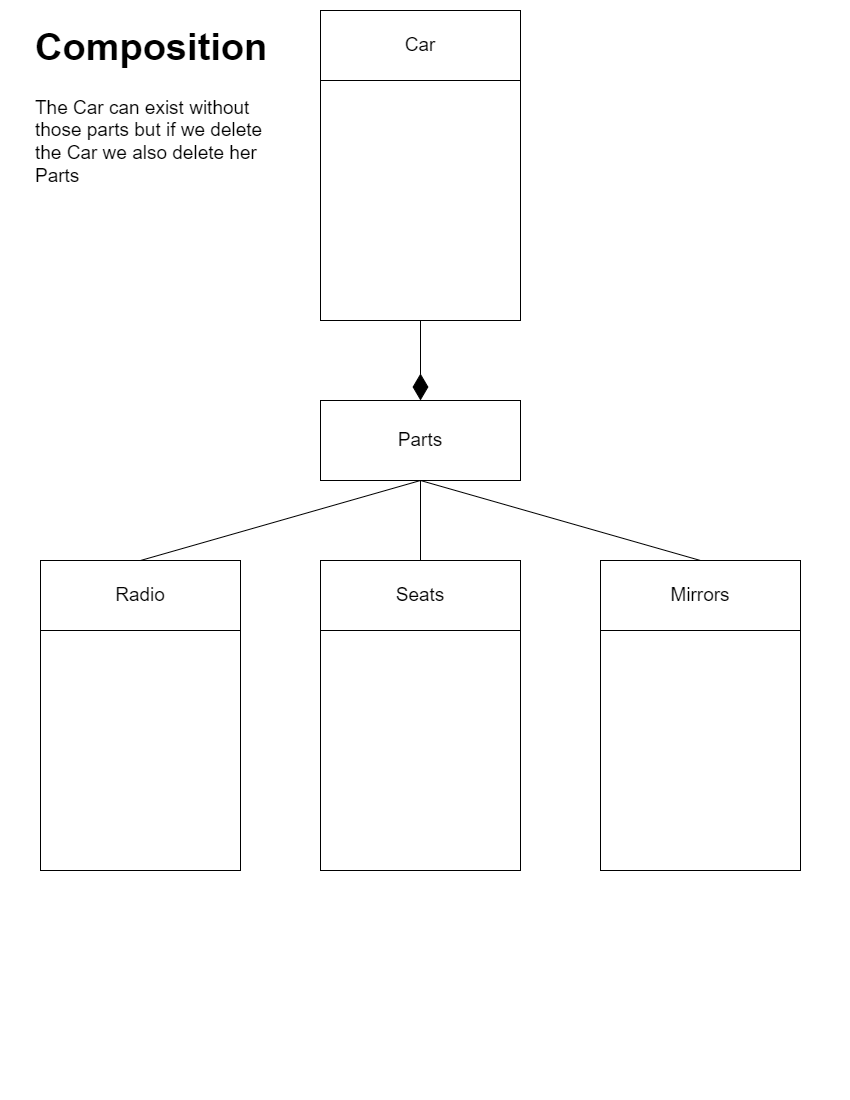 Composition
The Car can exist without
those parts but if we delete
the Car we also delete her
Parts
Car
Parts
Radio
Seats
Mirrors